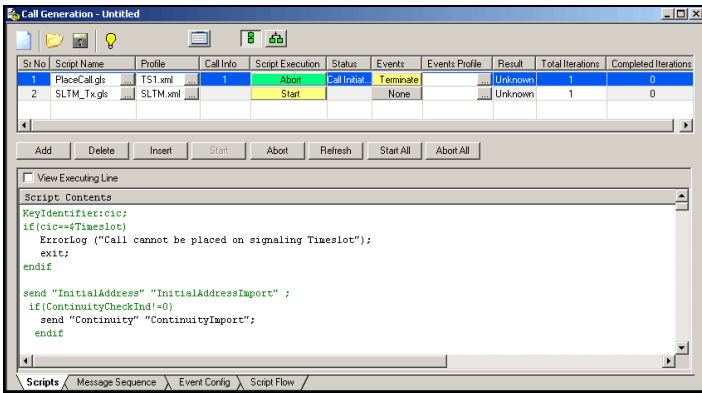 Call Generation - Untitled
Sr No Script Name Profile Call Info Script Execution Status Events Events Profile Result Total Iterations Completed Iterations
1 PlaceCall.gls ... TS1.xml ... 1 Abort Call Initiat... Terminate ... Unknown 1 0
2 SLTM_Tx.gls ... SLTM.xml ... Start None ... Unknown 1 0
Add Delete Insert Start Abort Refresh Start All Abort All
View Executing Line
Script Contents
KeyIdentifier:cic;
if(cic==$Timeslot)
ErrorLog ("Call cannot be placed on signaling Timeslot");
exit;
endif
send "InitialAddress" "InitialAddressImport" ;
if(ContinuityCheckInd!=0)
send "Continuity" "ContinuityImport";
endif
Scripts Message Sequence Event Config Script Flow